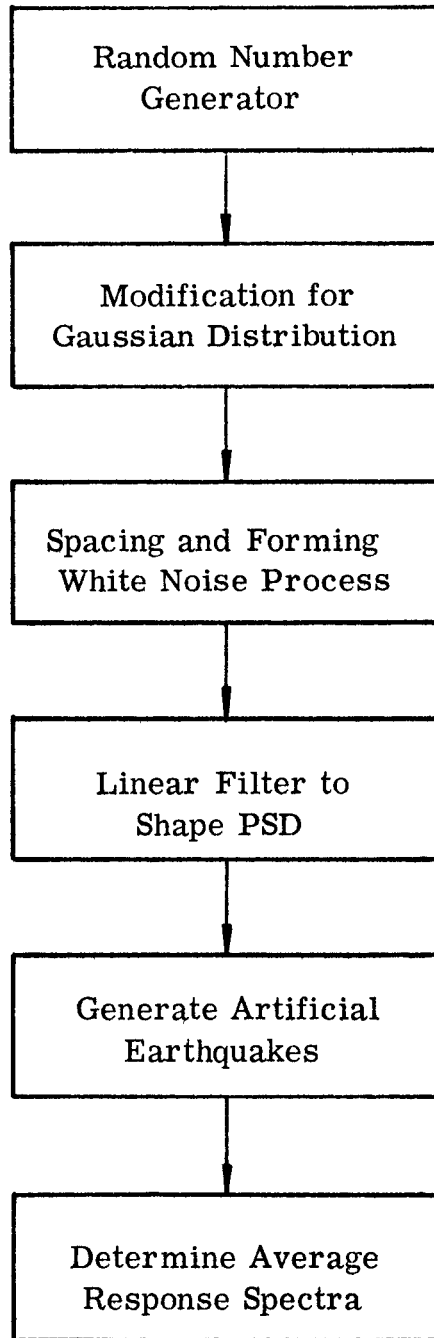 Random Number
Generator
Modification for
Gaussian Distribution
Spacing and Forming
White Noise Process
Linear Filter to
Shape PSD
Generate Artificial
Earthquakes
Determine Average
Response Spectra